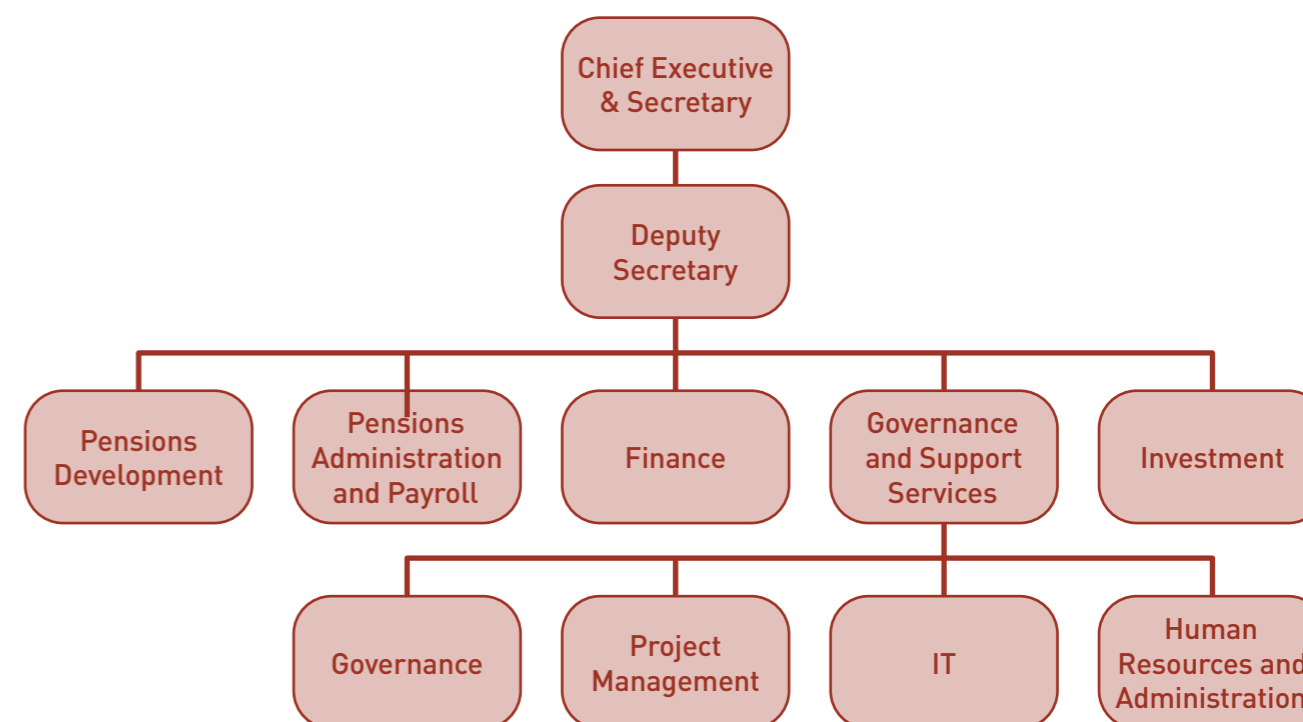 Chief Executive
& Secretary
Deputy
Secretary
Pensions
Development
Pensions
Administration
and Payroll
Finance
Governance
and Support
Services
Investment
Governance
Project
Management
IT
Human
Resources and
Administration